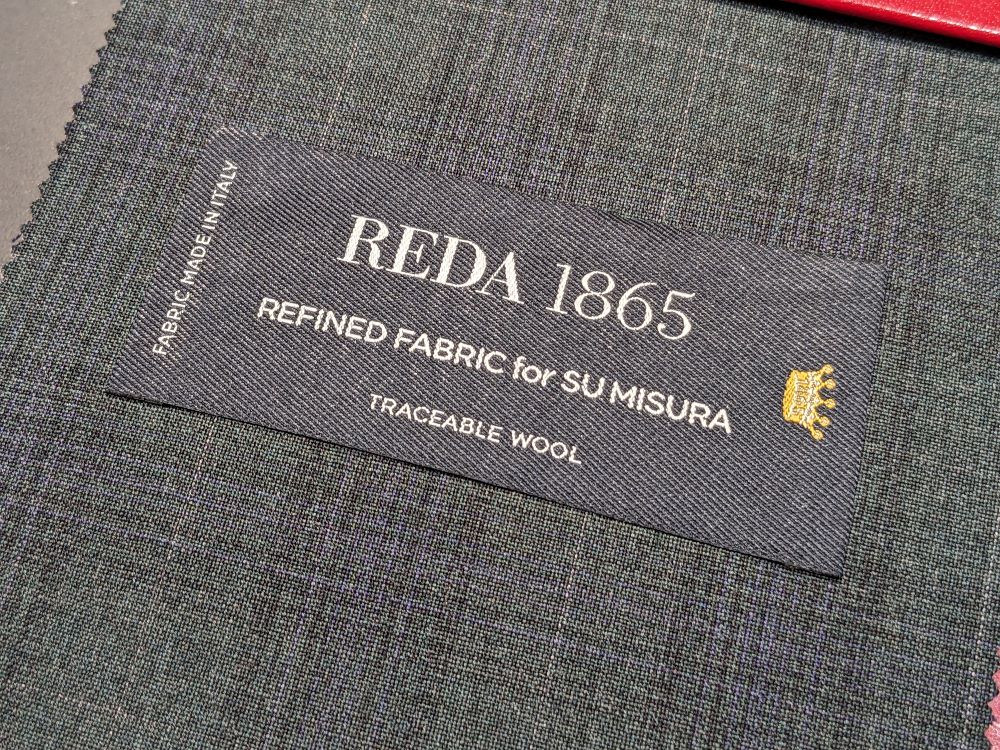 FABRIC MADE IN ITALY
REDA 1865
REFINED FABRIC for SU MISURA
TRACEABLE WOOL